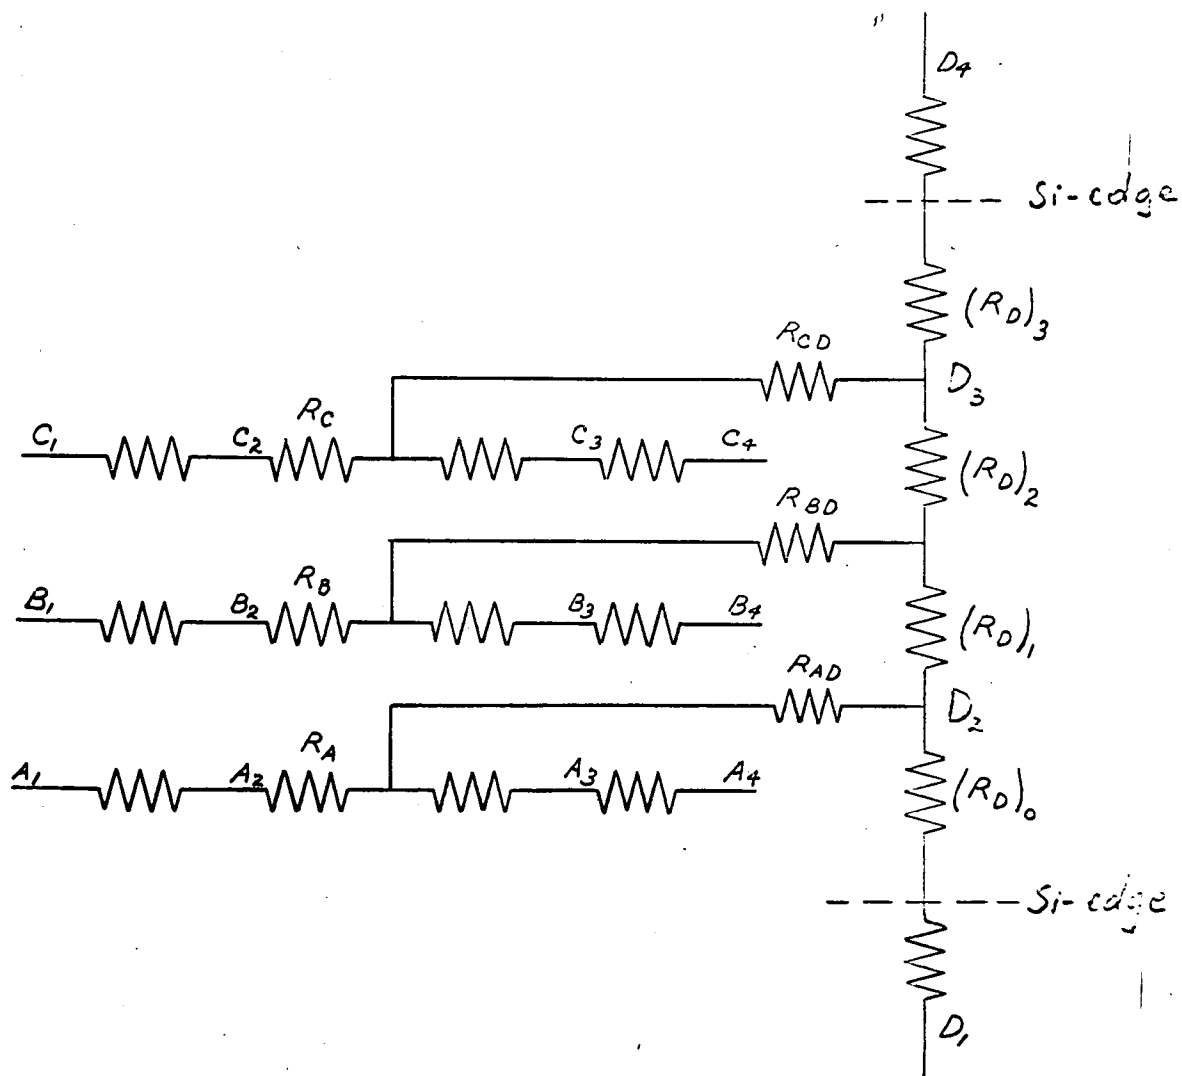 D4
Si-edge
(RD)3
RCD
D3
RC
C1 C2 C3 C4
(RD)2
RBD
RB
B1 B2 B3 B4
(RD)1
RAD
D2
RA
A1 A2 A3 A4
(RD)0
Si-edge
D1